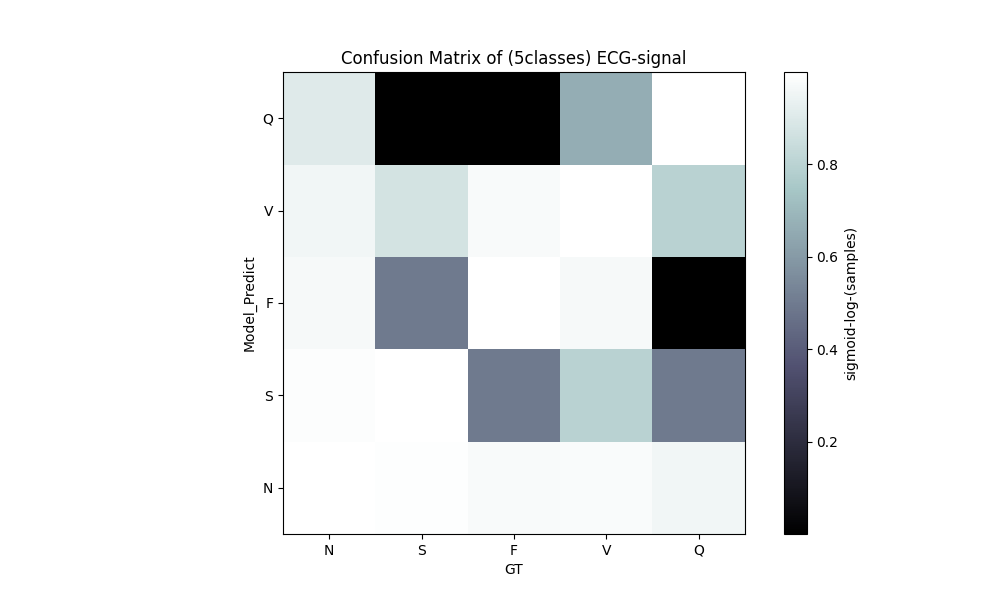 Confusion Matrix of (5classes) ECG-signal
Model_Predict
Q
V
F
S
N
N S F V Q
GT
0.8
0.6
0.4
0.2
sigmoid-log-(samples)